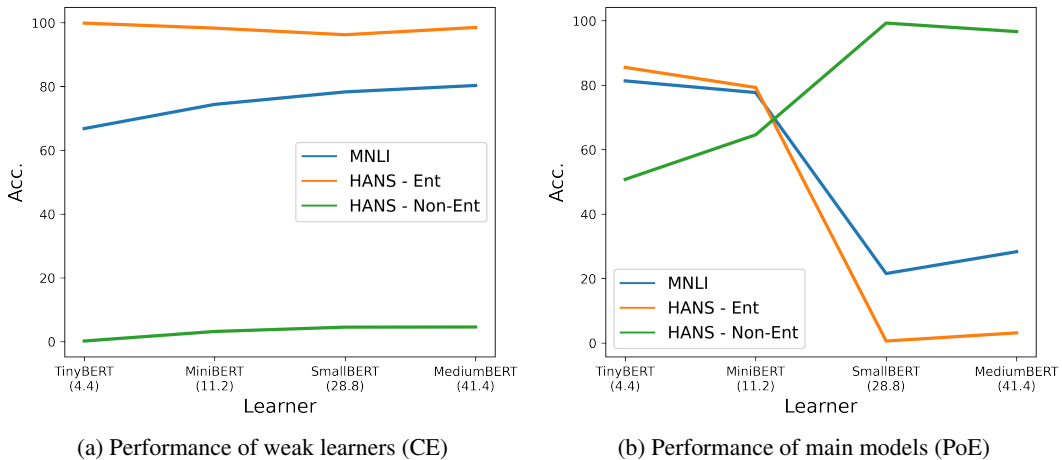 100
80
60
40
20
0
Acc.
MNLI
HANS - Ent
HANS - Non-Ent
TinyBERT
(4.4)
MiniBERT
(11.2)
SmallBERT
(28.8)
MediumBERT
(41.4)
Learner
(a) Performance of weak learners (CE)
100
80
60
40
20
0
Acc.
MNLI
HANS - Ent
HANS - Non-Ent
TinyBERT
(4.4)
MiniBERT
(11.2)
SmallBERT
(28.8)
MediumBERT
(41.4)
Learner
(b) Performance of main models (PoE)